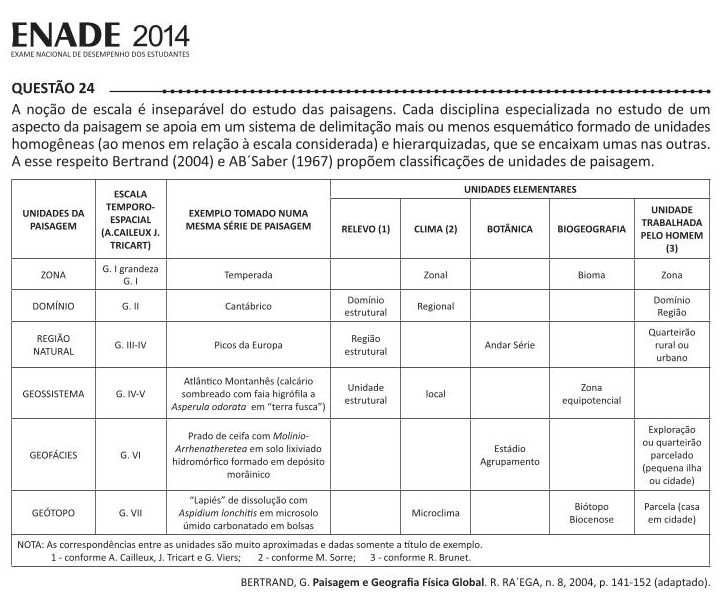 ENADE 2014
EXAME NACIONAL DE DESEMPENHO DOS ESTUDANTES
QUESTÃO 24
A noção de escala é inseparável do estudo das paisagens. Cada disciplina especializada no estudo de um
aspecto da paisagem se apoia em um sistema de delimitação mais ou menos esquemático formado de unidades
homogêneas (ao menos em relação à escala considerada) e hierarquizadas, que se encaixam umas nas outras.
A esse respeito Bertrand (2004) e AB´Saber (1967) propõem classificações de unidades de paisagem.
UNIDADES DA
PAISAGEM
ESCALA
TEMPORO-
ESPACIAL
(A.CAILEUX J.
TRICART)
EXEMPLO TOMADO NUMA
MESMA SÉRIE DE PAISAGEM
UNIDADES ELEMENTARES
RELEVO (1)
CLIMA (2)
BOTÂNICA
BIOGEOGRAFIA
UNIDADE
TRABALHADA
PELO HOMEM
(3)
ZONA
G. I grandeza
G. I
Temperada
Zonal
Bioma
Zona
DOMÍNIO
G. II
Cantábrico
Domínio
estrutural
Regional
Domínio
Região
REGIÃO
NATURAL
G. III-IV
Picos da Europa
Região
estrutural
Andar Série
Quarteirão
rural ou
urbano
GEOSSISTEMA
G. IV-V
Atlântico Montanhês (calcário
sombreado com faia higrófila a
Asperula odorata em “terra fusca”)
Unidade
estrutural
local
Zona
equipotencial
GEOFÁCIES
G. VI
Prado de ceifa com Molinio-
Arrhenatheretea em solo lixiviado
hidromórfico formado em depósito
morâinico
Estádio
Agrupamento
Exploração
ou quarteirão
parcelado
(pequena ilha
ou cidade)
GEÓTOPO
G. VII
“Lapiés” de dissolução com
Aspidium lonchitis em microsolo
úmido carbonatado em bolsas
Microclima
Biótopo
Biocenose
Parcela (casa
em cidade)
NOTA: As correspondências entre as unidades são muito aproximadas e dadas somente a título de exemplo.
1 - conforme A. Cailleux, J. Tricart e G. Viers; 2 - conforme M. Sorre; 3 - conforme R. Brunet.
BERTRAND, G. Paisagem e Geografia Física Global. R. RA´EGA, n. 8, 2004, p. 141-152 (adaptado).